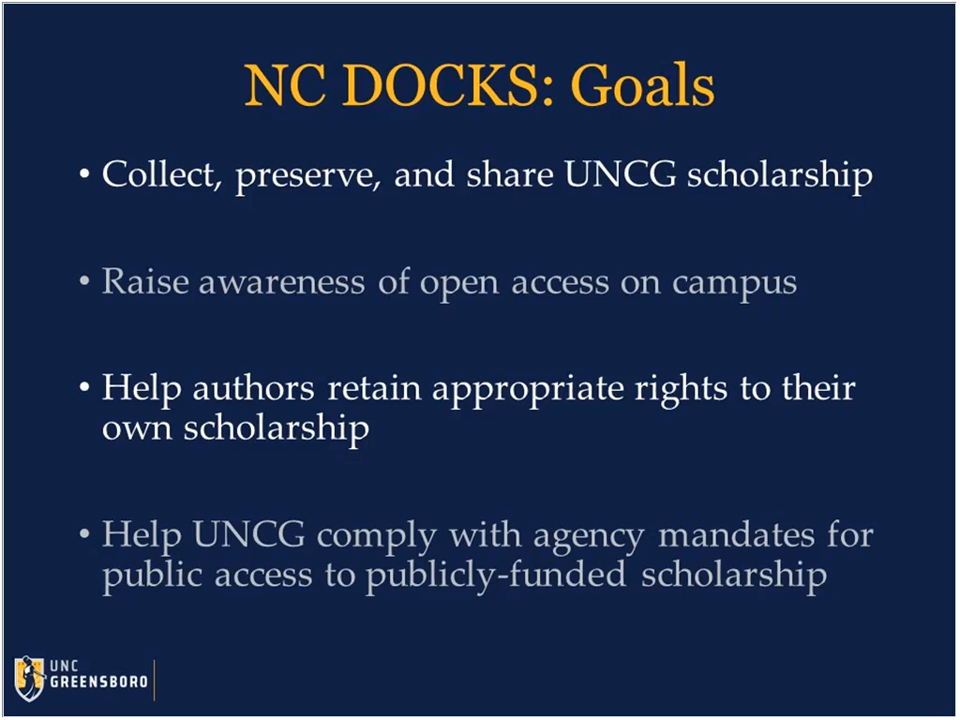 NC DOCKS: Goals
• Collect, preserve, and share UNCG scholarship
• Raise awareness of open access on campus
• Help authors retain appropriate rights to their
own scholarship
• Help UNCG comply with agency mandates for
public access to publicly-funded scholarship
UNC
GREENSBORO